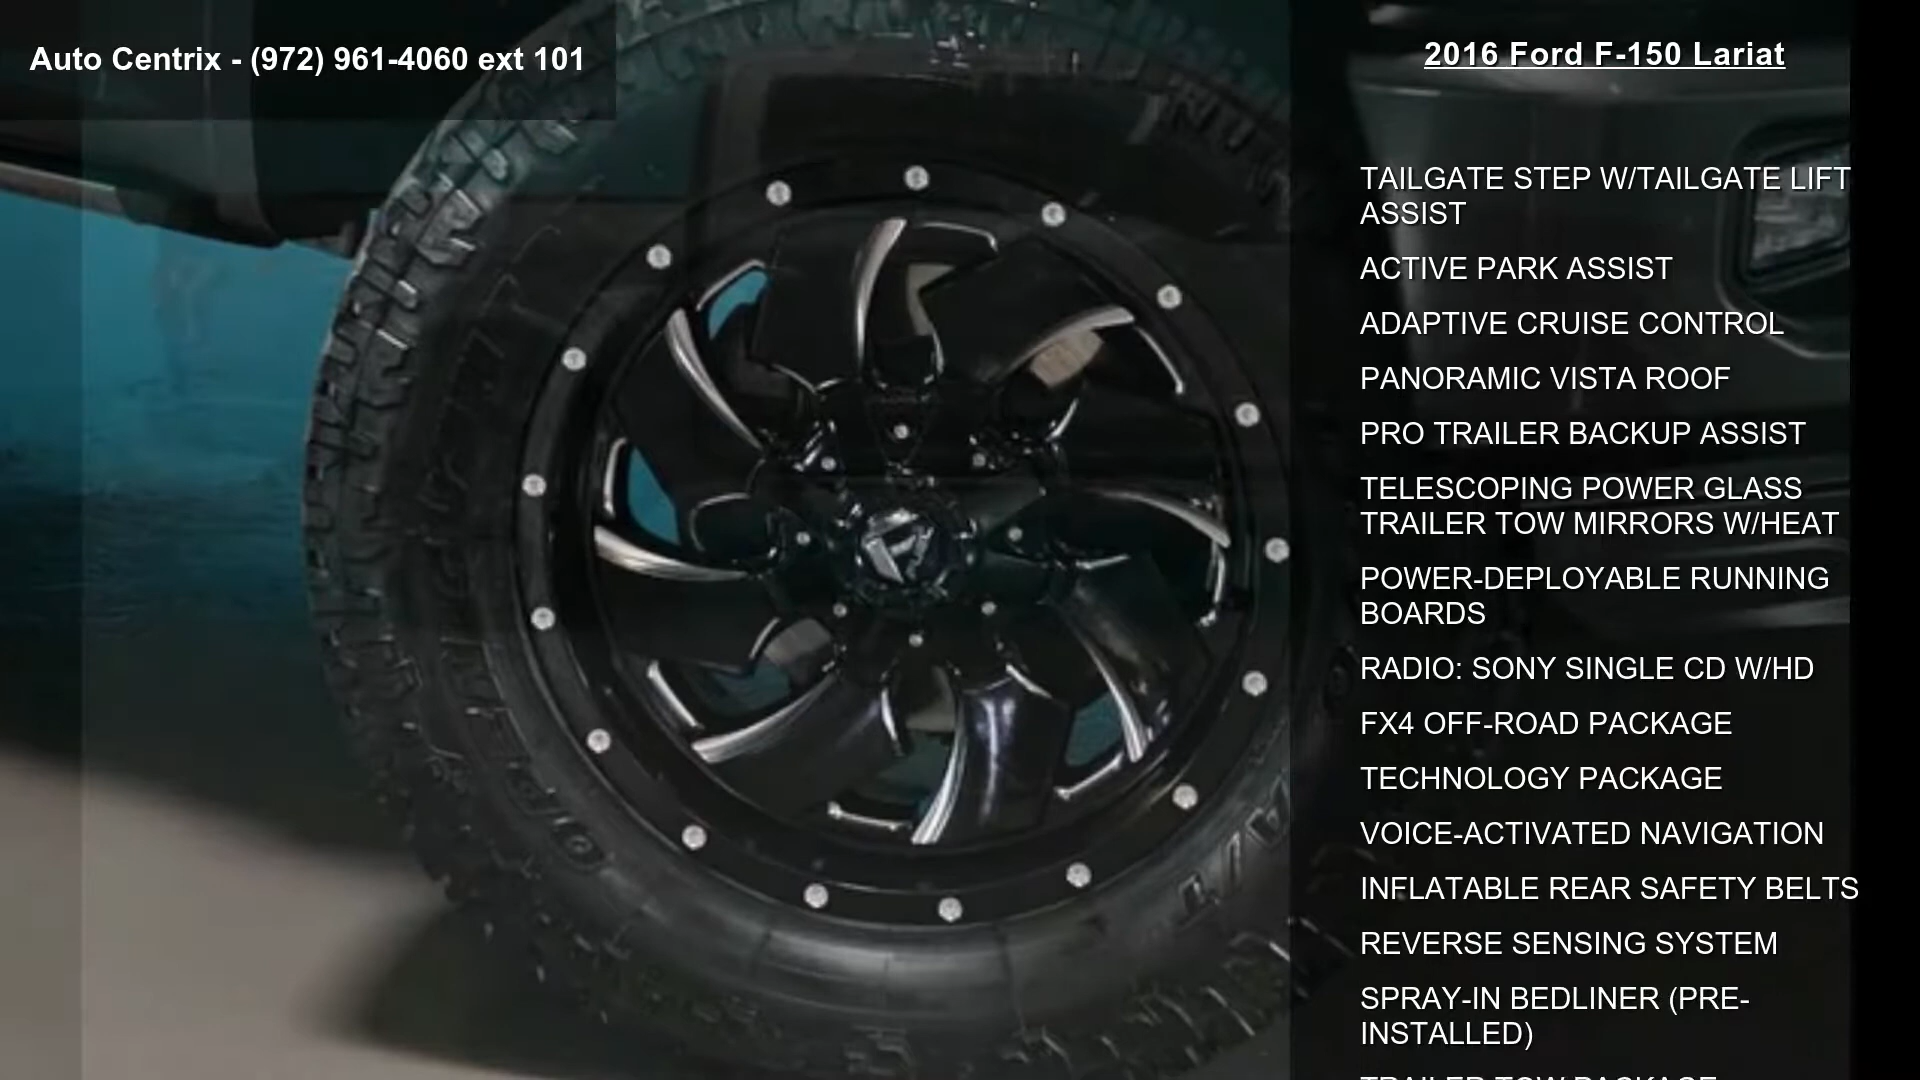 Auto Centrix - (972) 961-4060 ext 101
2016 Ford F-150 Lariat
TAILGATE STEP W/TAILGATE LIFT
ASSIST
ACTIVE PARK ASSIST
ADAPTIVE CRUISE CONTROL
PANORAMIC VISTA ROOF
PRO TRAILER BACKUP ASSIST
TELESCOPING POWER GLASS
TRAILER TOW MIRRORS W/HEAT
POWER-DEPLOYABLE RUNNING
BOARDS
RADIO: SONY SINGLE CD W/HD
FX4 OFF-ROAD PACKAGE
TECHNOLOGY PACKAGE
VOICE-ACTIVATED NAVIGATION
INFLATABLE REAR SAFETY BELTS
REVERSE SENSING SYSTEM
SPRAY-IN BEDLINER (PRE-
INSTALLED)
TRAILER TOW PACKAGE
A/T